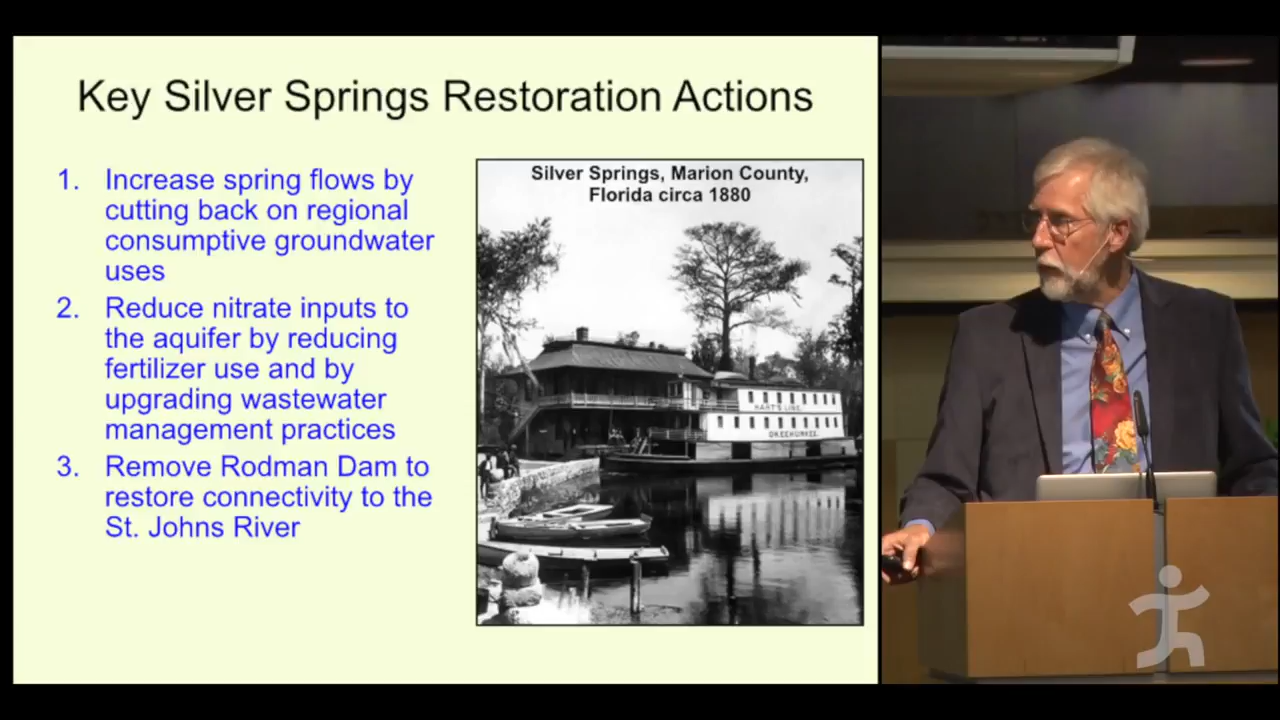 Key Silver Springs Restoration Actions
1. Increase spring flows by
cutting back on regional
consumptive groundwater
uses
2. Reduce nitrate inputs to
the aquifer by reducing
fertilizer use and by
upgrading wastewater
management practices
3. Remove Rodman Dam to
restore connectivity to the
St. Johns River
Silver Springs, Marion County,
Florida circa 1880
HART'S LINE.
OKEEHUMKEE.